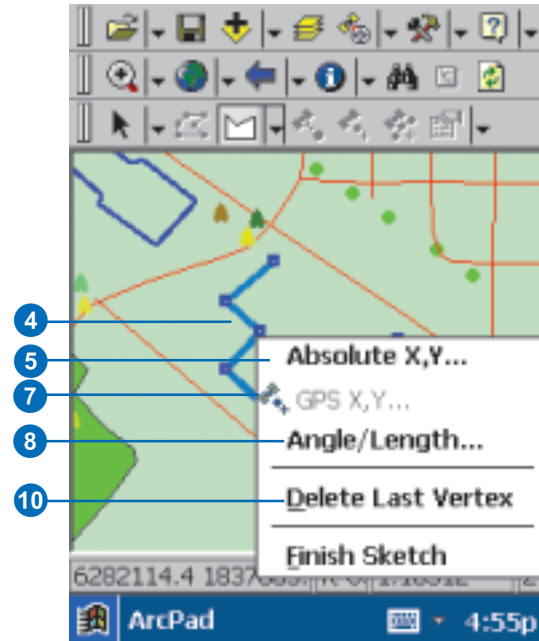 4
5
7
8
10
Absolute X,Y...
GPS X,Y...
Angle/Length...
Delete Last Vertex
Finish Sketch
6282114.4
ArcPad
4:55p